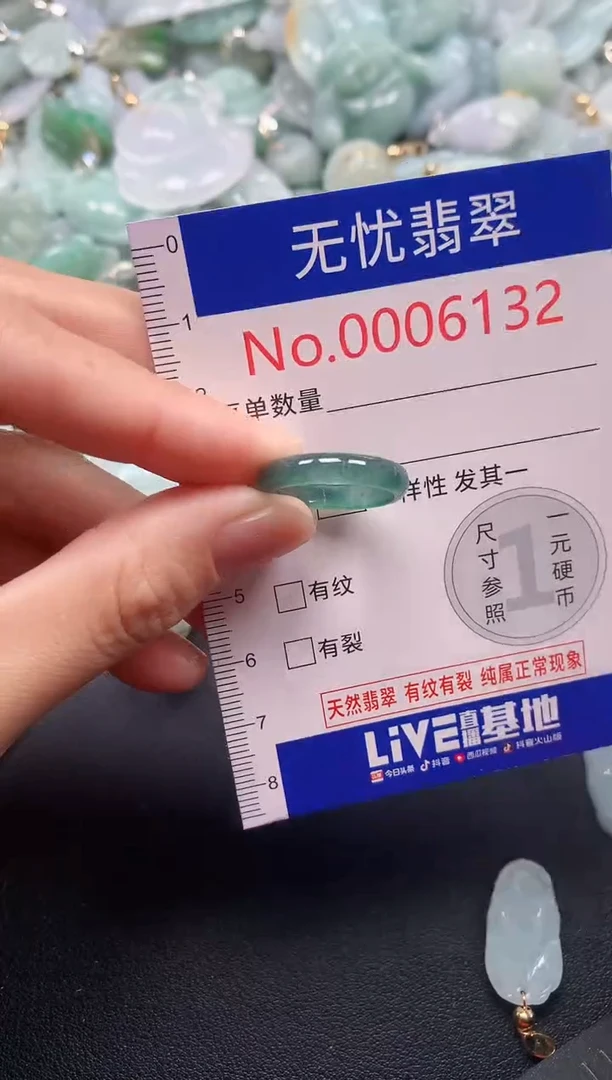 无忧翡翠
No.0006132
单数量
样性 发其一
尺寸参照
1
一元硬币
有纹
有裂
天然翡翠 有纹有裂 纯属正常现象
LiVE直播基地
今日头条 抖音 西瓜视频 抖音火山版
0
1
2
5
6
7
8